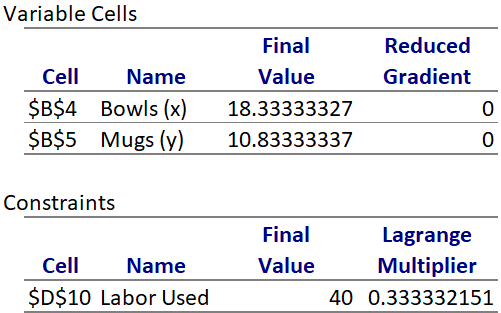 Variable Cells
Final Reduced
Cell Name Value Gradient
$B$4 Bowls (x) 18.33333327 0
$B$5 Mugs (y) 10.83333337 0
Constraints
Final Lagrange
Cell Name Value Multiplier
$D$10 Labor Used 40 0.333332151